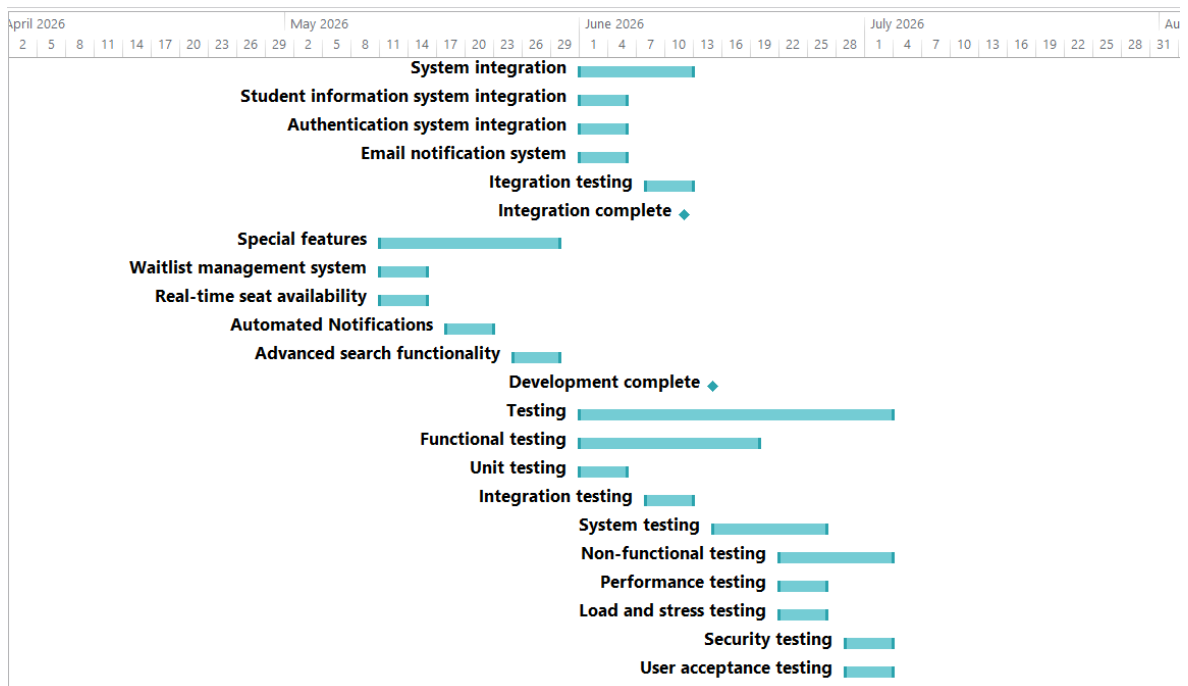 April 2026 May 2026 June 2026 July 2026 Au
2 5 8 11 14 17 20 23 26 29 2 5 8 11 14 17 20 23 26 29 1 4 7 10 13 16 19 22 25 28 1 4 7 10 13 16 19 22 25 28 31
System integration
Student information system integration
Authentication system integration
Email notification system
Itegration testing
Integration complete
Special features
Waitlist management system
Real-time seat availability
Automated Notifications
Advanced search functionality
Development complete
Testing
Functional testing
Unit testing
Integration testing
System testing
Non-functional testing
Performance testing
Load and stress testing
Security testing
User acceptance testing